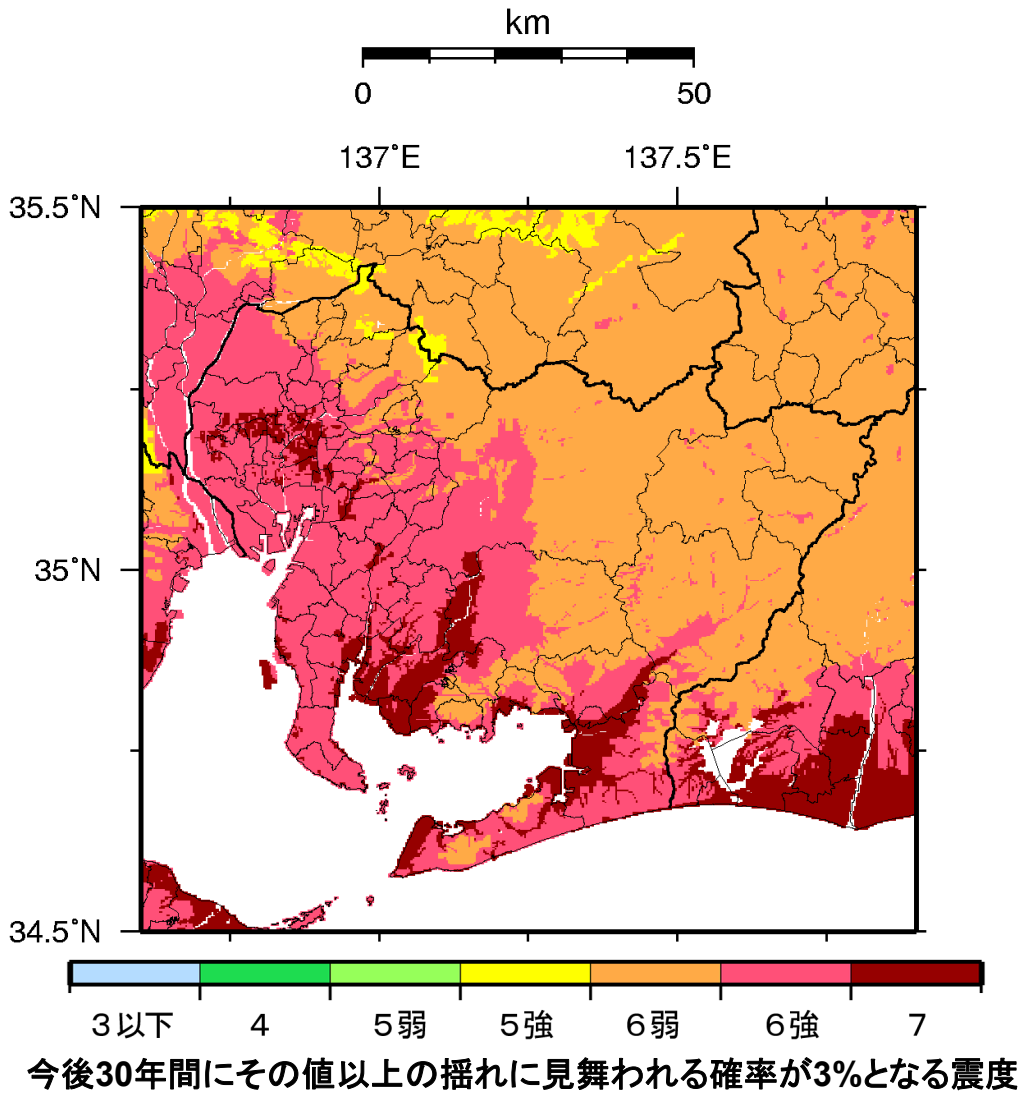 km
0 50
137°E 137.5°E
35.5°N
35°N
34.5°N
３以下 ４ ５弱 ５強 ６弱 ６強 ７
今後30年間にその値以上の揺れに見舞われる確率が3%となる震度